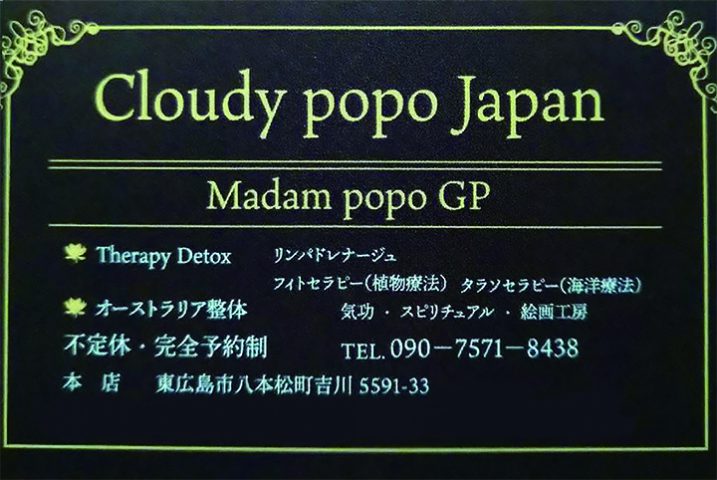 Cloudy popo Japan
Madam popo GP
Therapy Detox リンパドレナージュ
フィトセラピー(植物療法) タラソセラピー(海洋療法)
オーストラリア整体 気功・スピリチュアル・絵画工房
不定休・完全予約制 TEL. 090-7571-8438
本 店 東広島市八本松町吉川 5591-33